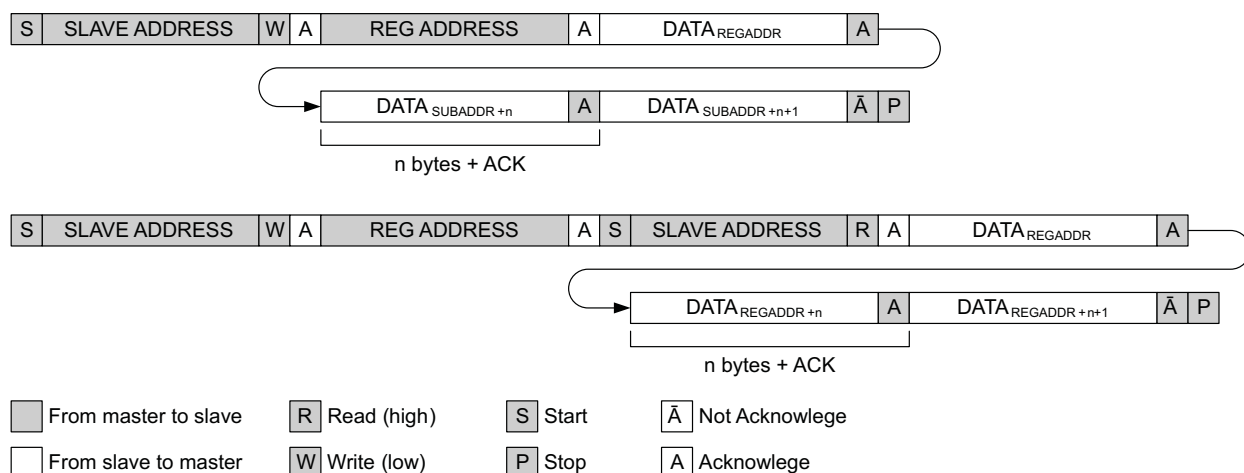 S SLAVE ADDRESS W A REG ADDRESS A DATA REGADDR A
DATA SUBADDR +n A DATA SUBADDR +n+1 Ā P
n bytes + ACK
S SLAVE ADDRESS W A REG ADDRESS A S SLAVE ADDRESS R A DATA REGADDR A
DATA REGADDR +n A DATA REGADDR +n+1 Ā P
n bytes + ACK
From master to slave R Read (high) S Start Ā Not Acknowlege
From slave to master W Write (low) P Stop A Acknowlege